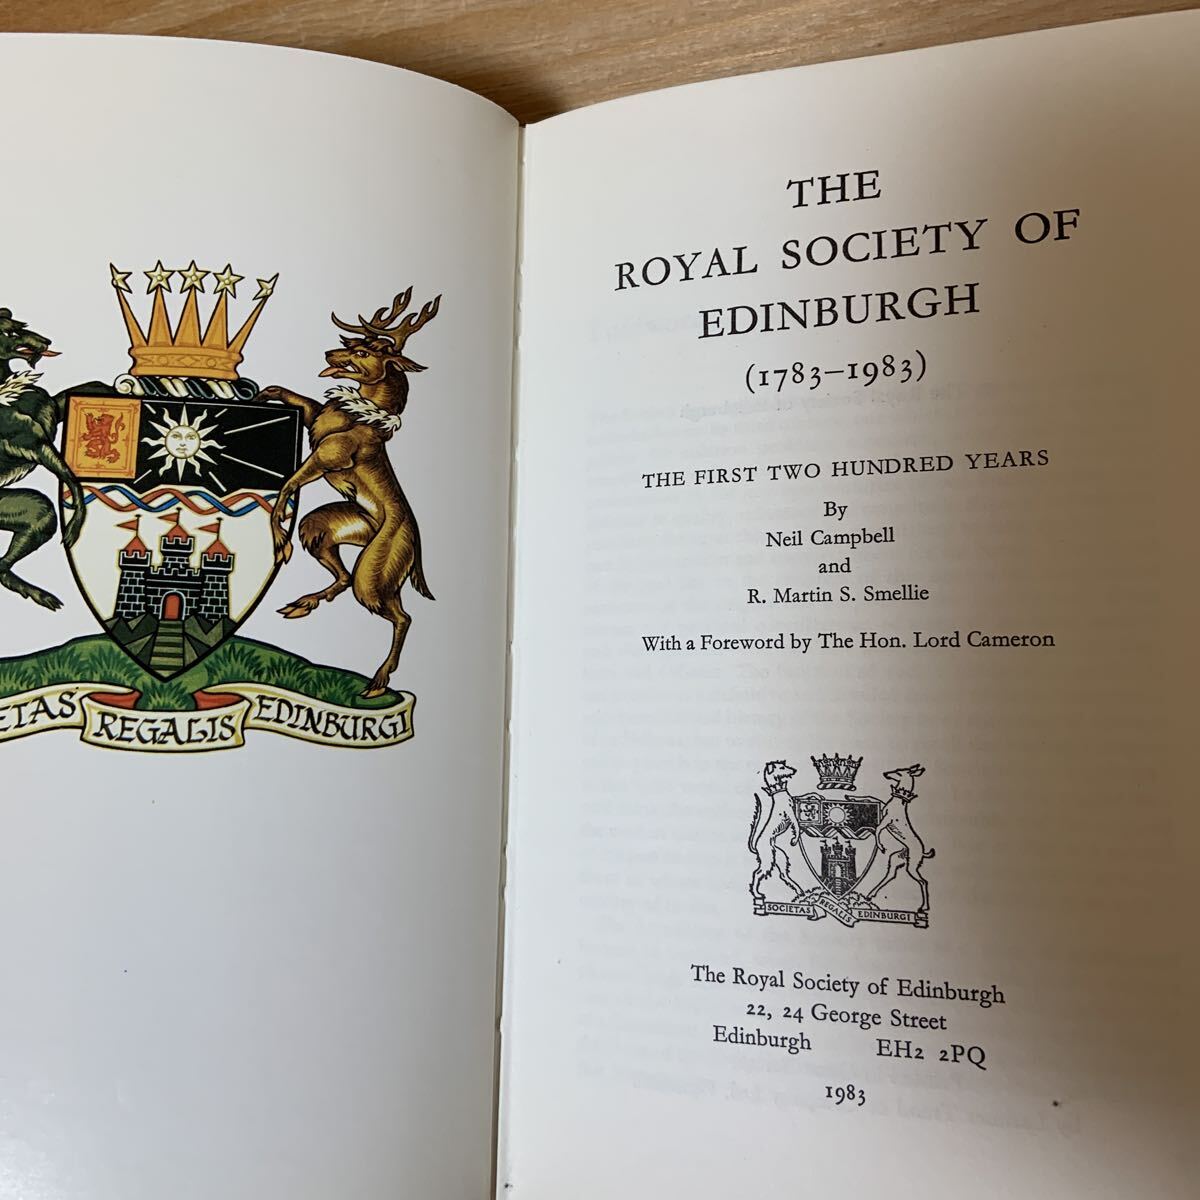 ETAS REGALIS EDINBURGI
THE
ROYAL SOCIETY OF
EDINBURGH
(1783–1983)
THE FIRST TWO HUNDRED YEARS
By
Neil Campbell
and
R. Martin S. Smellie
With a Foreword by The Hon. Lord Cameron
SOCIETAS REGALIS EDINBURGI
The Royal Society of Edinburgh
22, 24 George Street
Edinburgh EH2 2PQ
1983